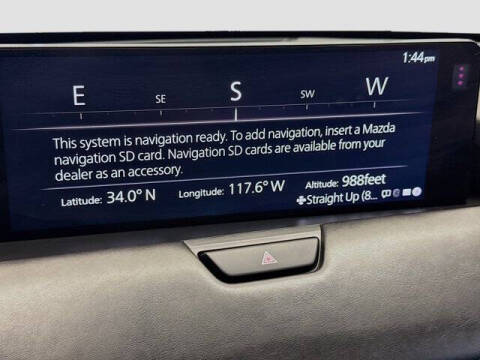 1:44pm
E SE S SW W
This system is navigation ready. To add navigation, insert a Mazda
navigation SD card. Navigation SD cards are available from your
dealer as an accessory.
Latitude: 34.0° N Longitude: 117.6° W Altitude: 988feet
Straight Up (8...